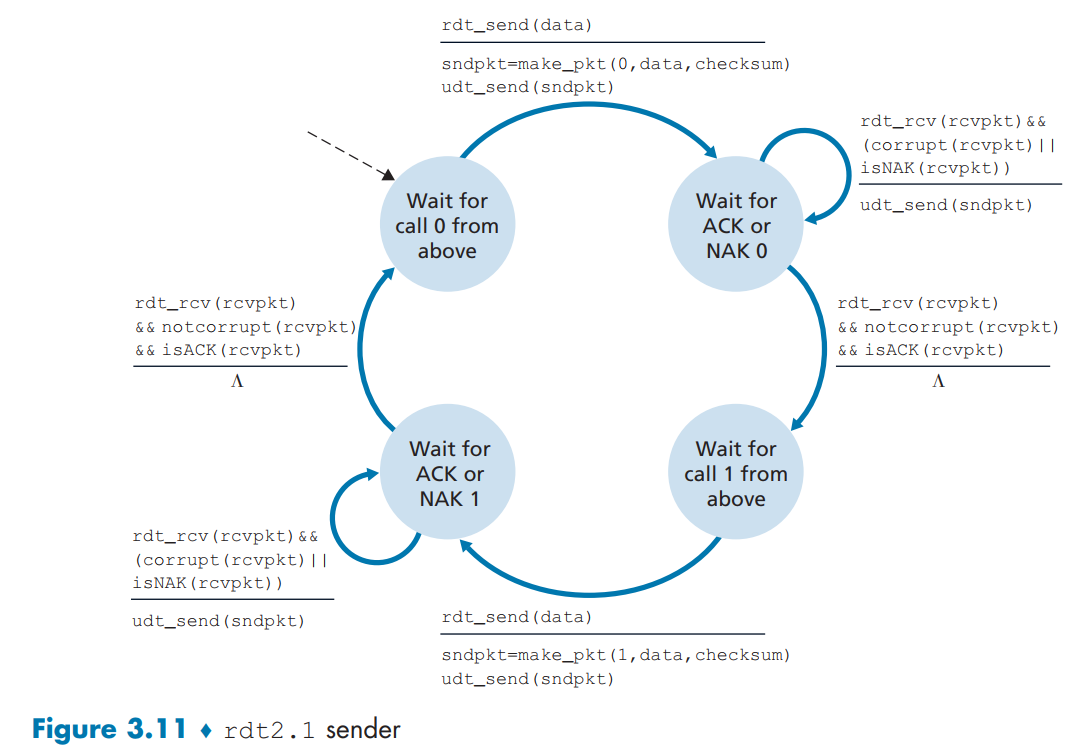 rdt_send(data)
sndpkt=make_pkt(0,data,checksum)
udt_send(sndpkt)
rdt_rcv(rcvpkt)&&
(corrupt(rcvpkt)||
isNAK(rcvpkt))
udt_send(sndpkt)
Wait for
call 0 from
above
Wait for
ACK or
NAK 0
rdt_rcv(rcvpkt)
&& notcorrupt(rcvpkt)
&& isACK(rcvpkt)
Λ
rdt_rcv(rcvpkt)
&& notcorrupt(rcvpkt)
&& isACK(rcvpkt)
Λ
Wait for
ACK or
NAK 1
Wait for
call 1 from
above
rdt_rcv(rcvpkt)&&
(corrupt(rcvpkt)||
isNAK(rcvpkt))
udt_send(sndpkt)
rdt_send(data)
sndpkt=make_pkt(1,data,checksum)
udt_send(sndpkt)
Figure 3.11 ♦ rdt2.1 sender